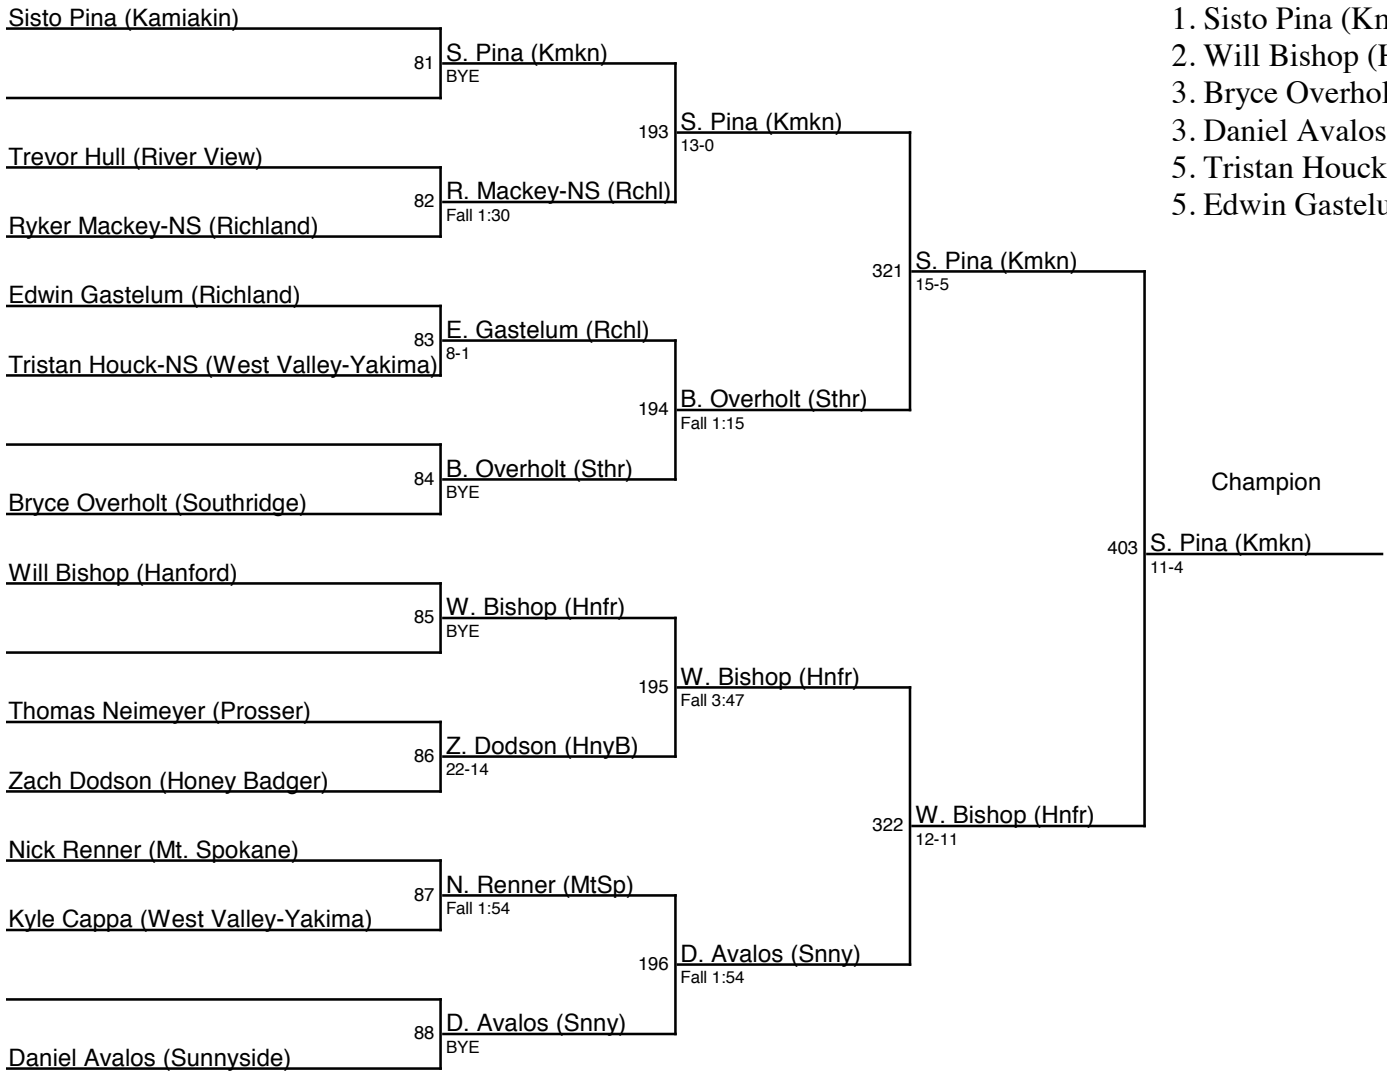 Sisto Pina (Kamiakin)
81
S. Pina (Kmkn)
BYE
Trevor Hull (River View)
Ryker Mackey-NS (Richland)
82
R. Mackey-NS (Rchl)
Fall 1:30
193
S. Pina (Kmkn)
13-0
Edwin Gastelum (Richland)
Tristan Houck-NS (West Valley-Yakima)
83
E. Gastelum (Rchl)
8-1
Bryce Overholt (Southridge)
84
B. Overholt (Sthr)
BYE
194
B. Overholt (Sthr)
Fall 1:15
321
S. Pina (Kmkn)
15-5
Will Bishop (Hanford)
85
W. Bishop (Hnfr)
BYE
Thomas Neimeyer (Prosser)
Zach Dodson (Honey Badger)
86
Z. Dodson (HnyB)
22-14
195
W. Bishop (Hnfr)
Fall 3:47
Nick Renner (Mt. Spokane)
Kyle Cappa (West Valley-Yakima)
87
N. Renner (MtSp)
Fall 1:54
Daniel Avalos (Sunnyside)
88
D. Avalos (Snny)
BYE
196
D. Avalos (Snny)
Fall 1:54
322
W. Bishop (Hnfr)
12-11
Champion
403
S. Pina (Kmkn)
11-4
1. Sisto Pina
2. Will Bishop
3. Bryce
3. Daniel Avalos
5. Tristan Houck
5. Edwin